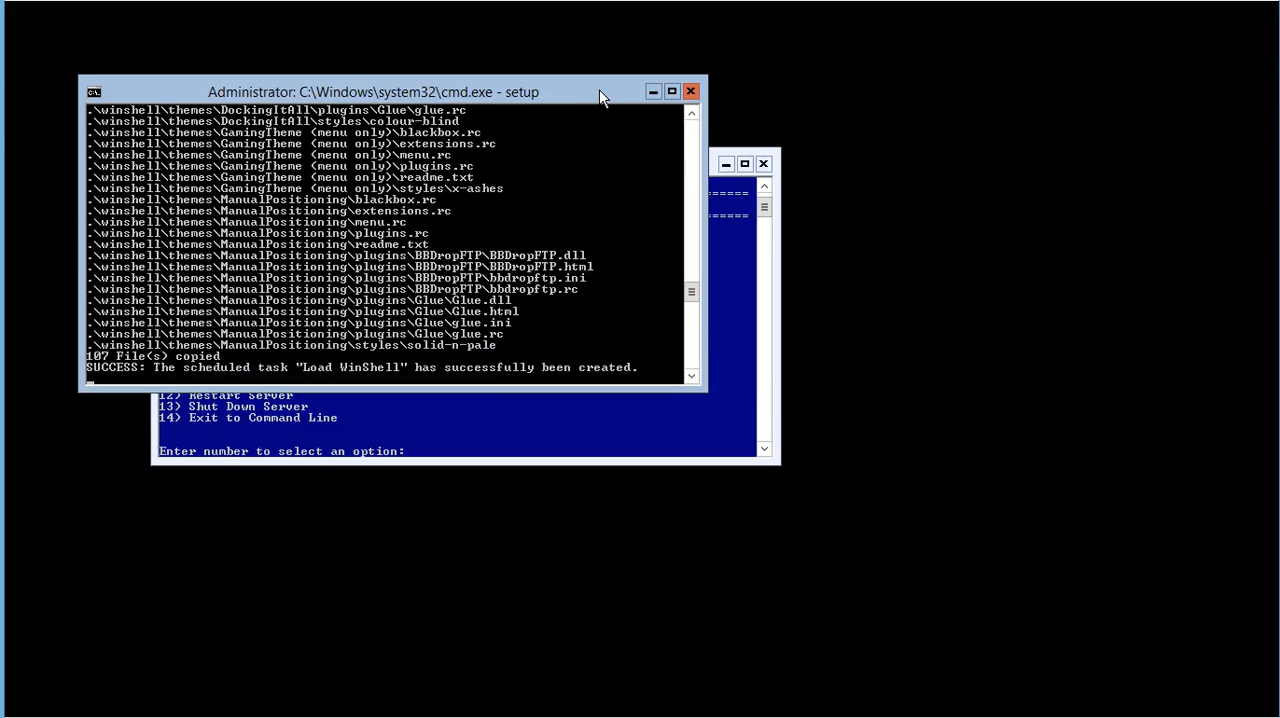 Administrator: C:\Windows\system32\cmd.exe - setup
.\winshell\themes\DockingItAll\plugins\Glue\glue.rc
.\winshell\themes\DockingItAll\styles\colour-blind
.\winshell\themes\GamingTheme (menu only)\blackbox.rc
.\winshell\themes\GamingTheme (menu only)\extensions.rc
.\winshell\themes\GamingTheme (menu only)\menu.rc
.\winshell\themes\GamingTheme (menu only)\plugins.rc
.\winshell\themes\GamingTheme (menu only)\readme.txt
.\winshell\themes\GamingTheme (menu only)\styles\x-ashes
.\winshell\themes\ManualPositioning\blackbox.rc
.\winshell\themes\ManualPositioning\extensions.rc
.\winshell\themes\ManualPositioning\menu.rc
.\winshell\themes\ManualPositioning\plugins.rc
.\winshell\themes\ManualPositioning\readme.txt
.\winshell\themes\ManualPositioning\plugins\BBDropFTP\BBDropFTP.dll
.\winshell\themes\ManualPositioning\plugins\BBDropFTP\BBDropFTP.html
.\winshell\themes\ManualPositioning\plugins\BBDropFTP\bbdropftp.ini
.\winshell\themes\ManualPositioning\plugins\BBDropFTP\bbdropftp.rc
.\winshell\themes\ManualPositioning\plugins\Glue\Glue.dll
.\winshell\themes\ManualPositioning\plugins\Glue\Glue.html
.\winshell\themes\ManualPositioning\plugins\Glue\glue.ini
.\winshell\themes\ManualPositioning\plugins\Glue\glue.rc
.\winshell\themes\ManualPositioning\styles\solid-n-pale
107 File(s) copied
SUCCESS: The scheduled task "Load WinShell" has successfully been created.
12) Restart Server
13) Shut Down Server
14) Exit to Command Line
Enter number to select an option: